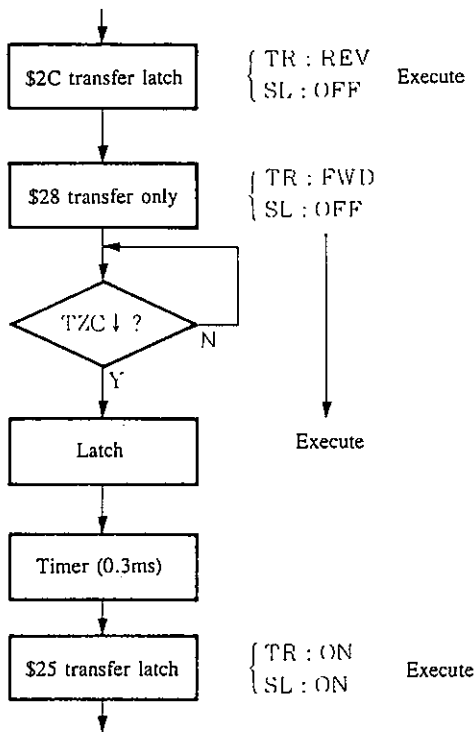 $2C transfer latch
{ TR : REV
SL : OFF
Execute
$28 transfer only
{ TR : FWD
SL : OFF
TZC ↓ ?
N
Y
Latch
Execute
Timer (0.3ms)
$25 transfer latch
{ TR : ON
SL : ON
Execute